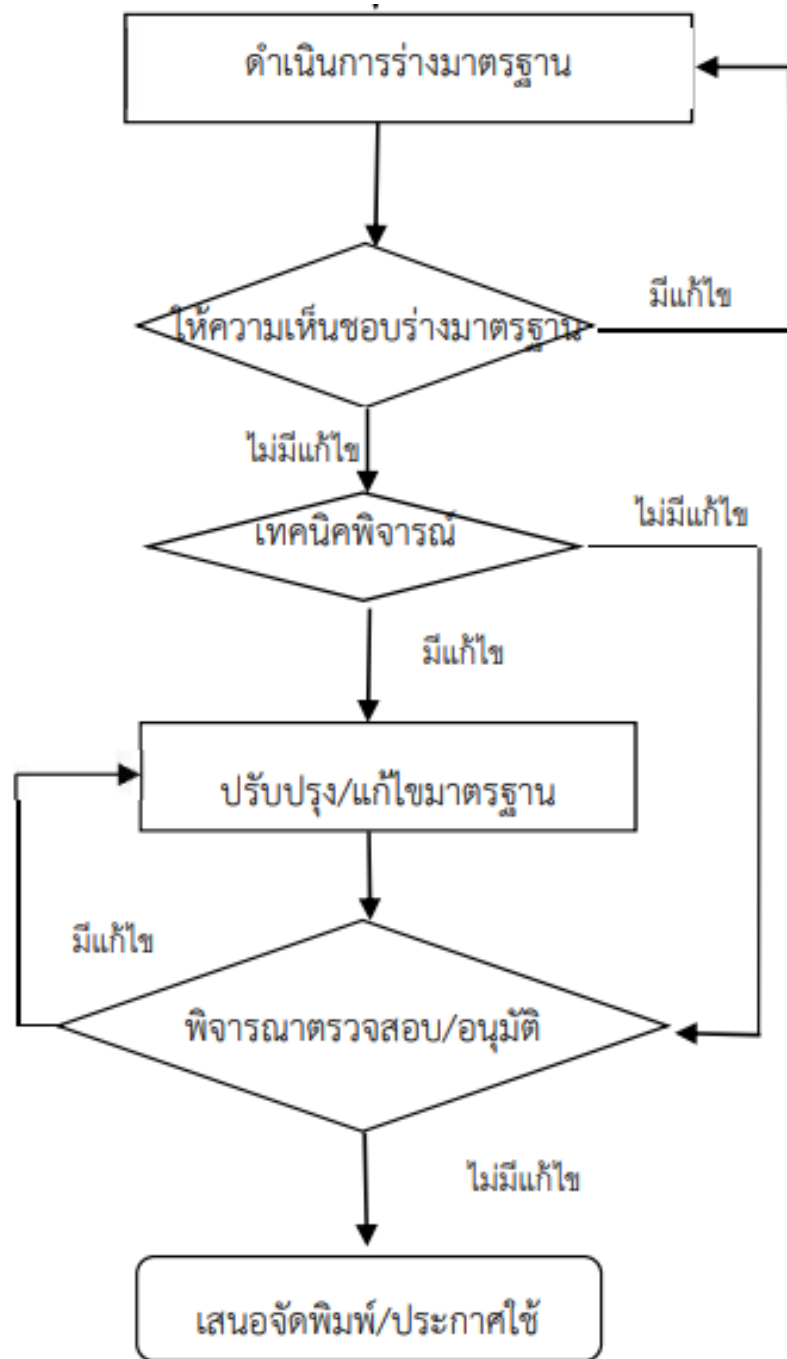 ดำเนินการร่างมาตรฐาน
มีแก้ไข
ให้ความเห็นชอบร่างมาตรฐาน
ไม่มีแก้ไข
ไม่มีแก้ไข
เทคนิคพิจารณ์
มีแก้ไข
ปรับปรุง/แก้ไขมาตรฐาน
มีแก้ไข
พิจารณาตรวจสอบ/อนุมัติ
ไม่มีแก้ไข
เสนอจัดพิมพ์/ประกาศใช้